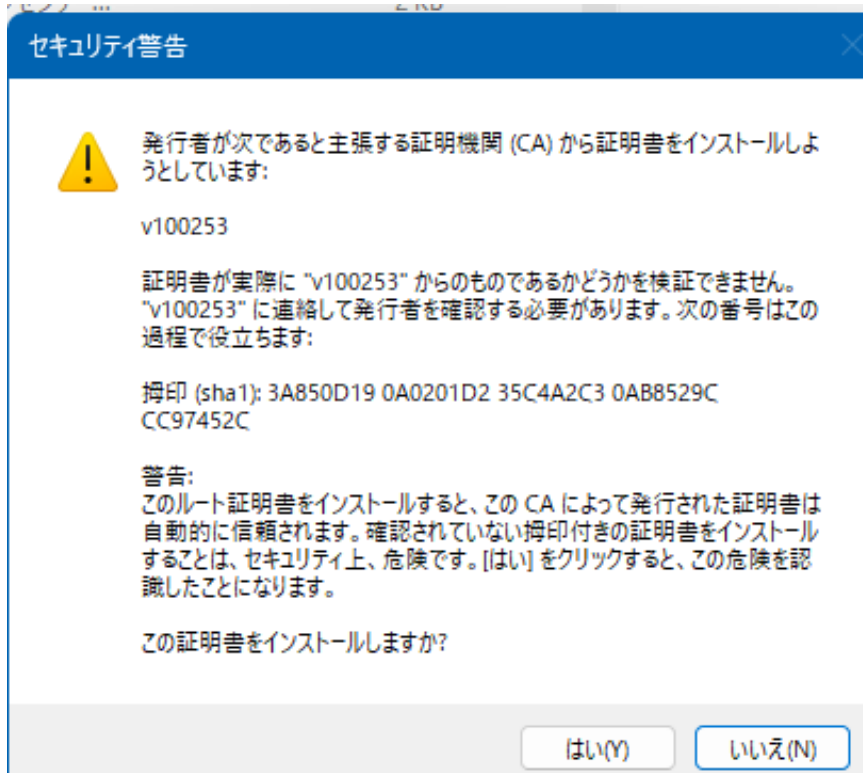 セキュリティ警告
発行者が次であると主張する証明機関 (CA) から証明書をインストールしよ
うとしています:
v100253
証明書が実際に "v100253" からのものであるかどうかを検証できません。
"v100253" に連絡して発行者を確認する必要があります。次の番号はこの
過程で役立ちます:
拇印 (sha1): 3A850D19 0A0201D2 35C4A2C3 0AB8529C
CC97452C
警告:
このルート証明書をインストールすると、この CA によって発行された証明書は
自動的に信頼されます。確認されていない拇印付きの証明書をインストール
することは、セキュリティ上、危険です。[はい] をクリックすると、この危険を認
識したことになります。
この証明書をインストールしますか?
はい(Y)
いいえ(N)